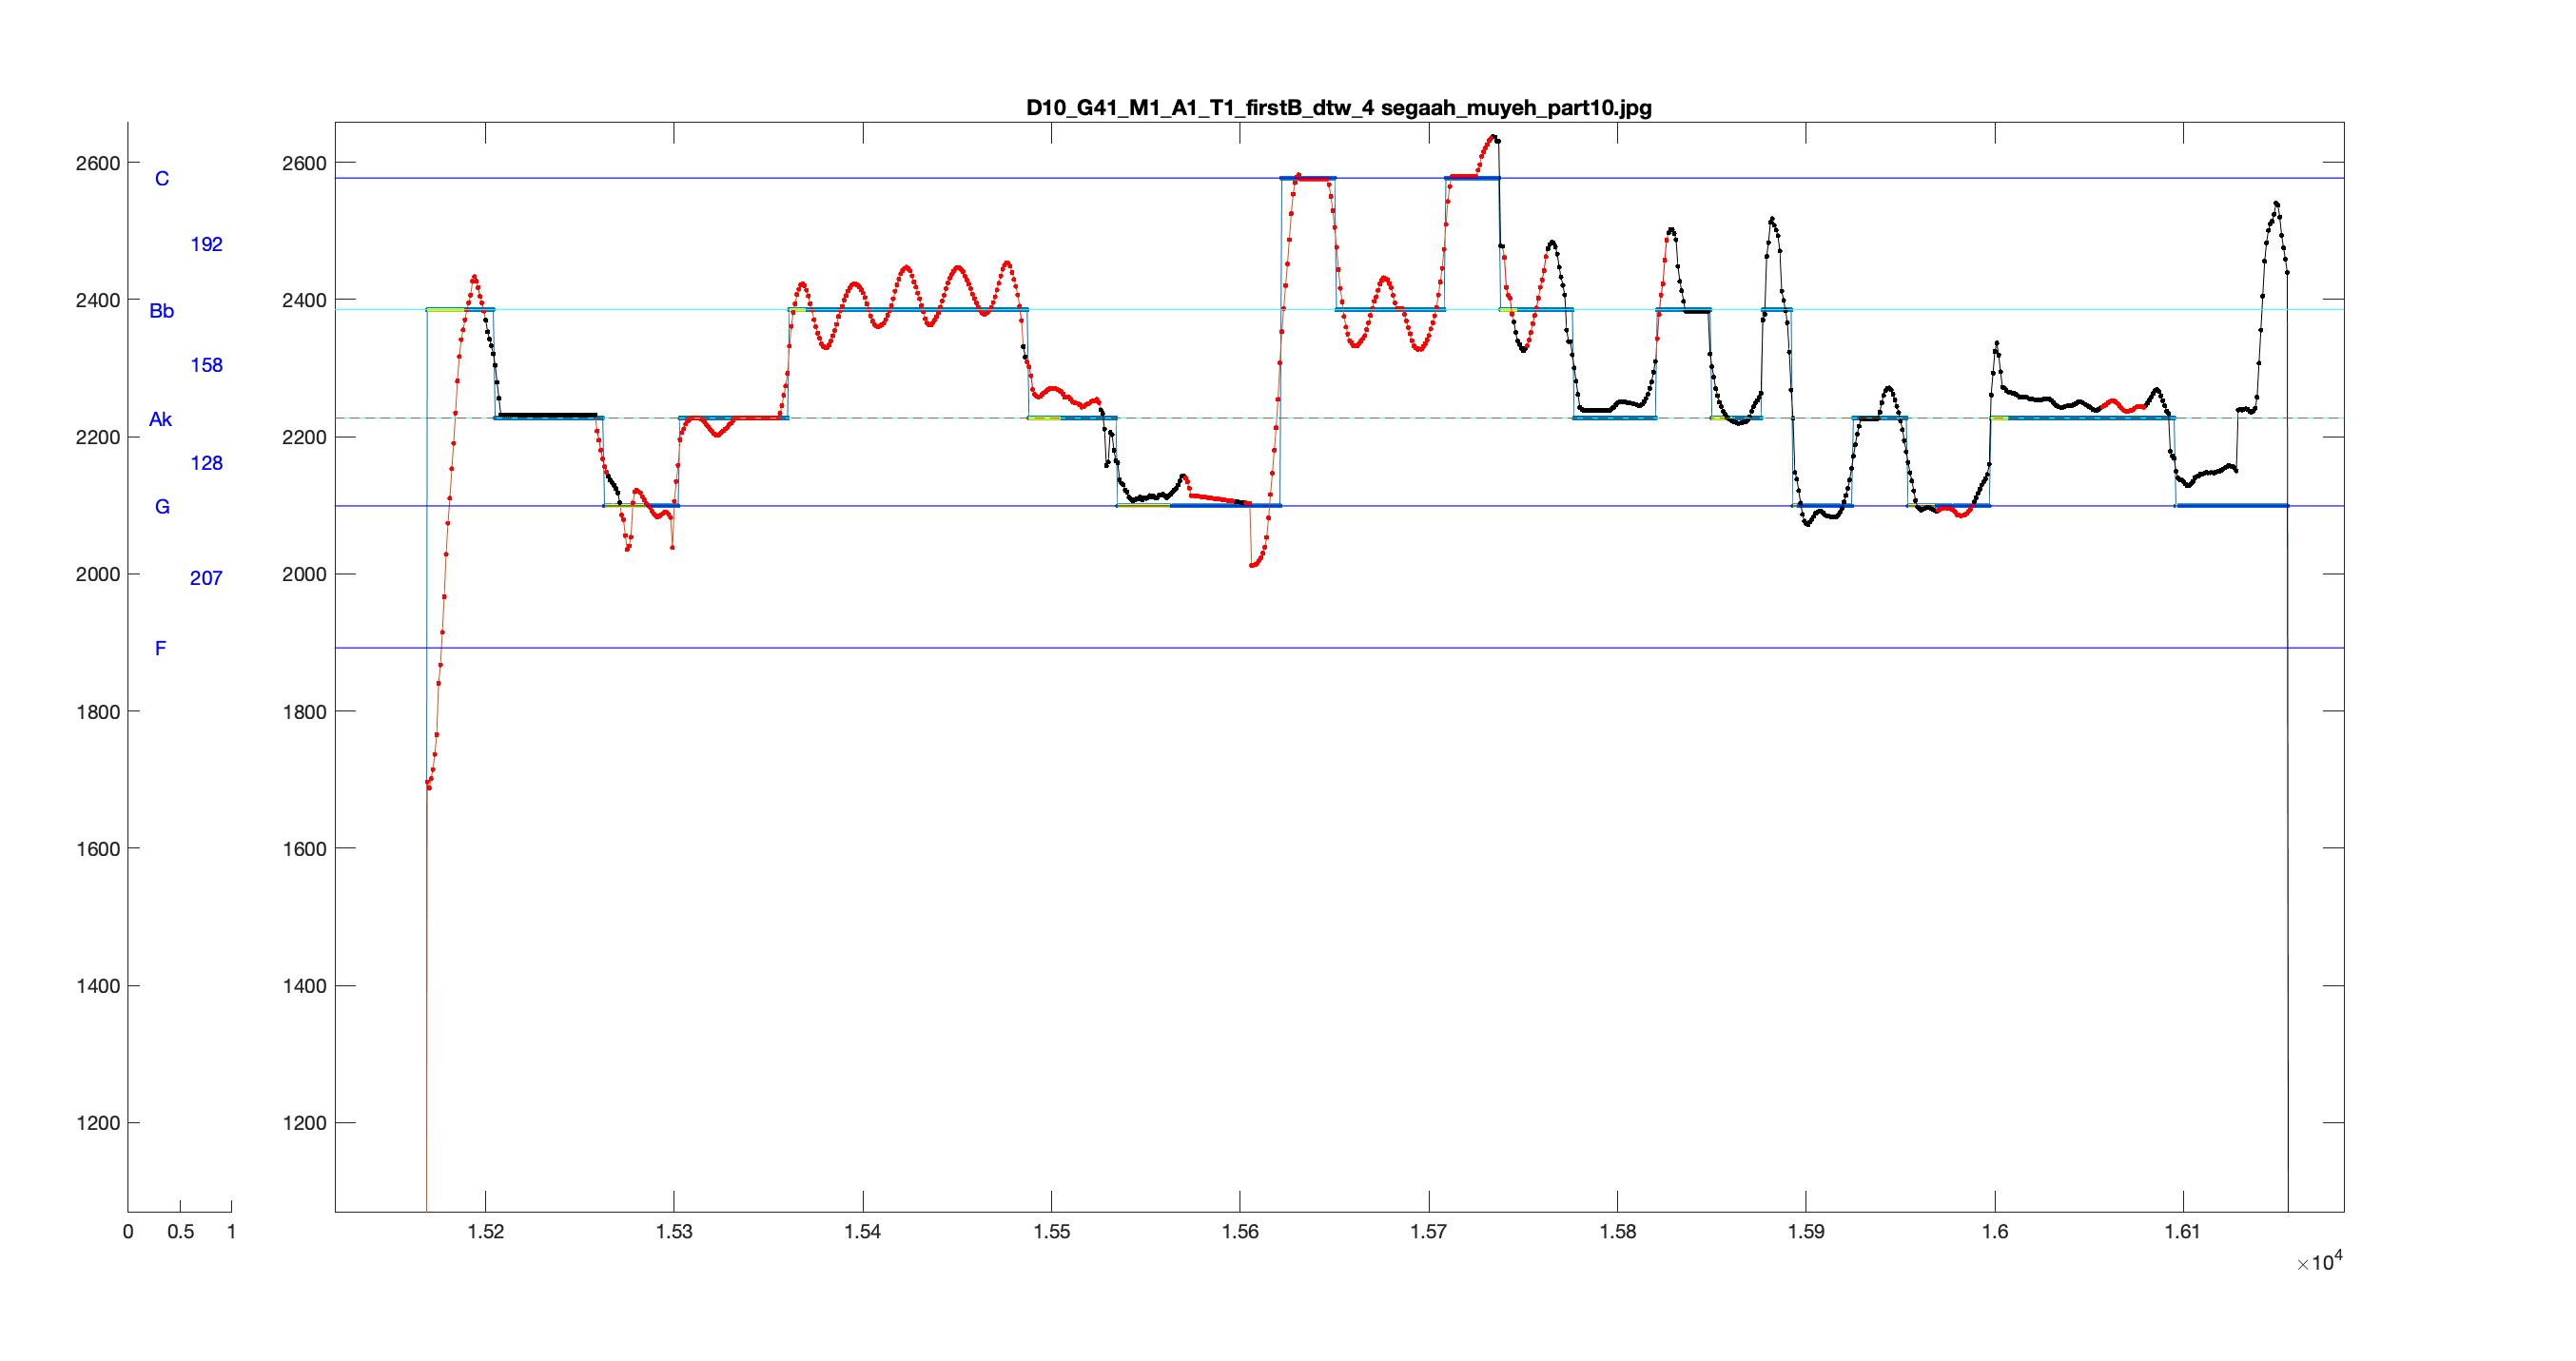 D10_G41_M1_A1_T1_firstB_dtw_4 segaah_muyeh_part10.jpg
2600 C 2600
192
2400 Bb 2400
158
2200 Ak 2200
128
G
2000 207 2000
F
1800 1800
1600 1600
1400 1400
1200 1200
0 0.5 1 1.52 1.53 1.54 1.55 1.56 1.57 1.58 1.59 1.6 1.61
×10⁴